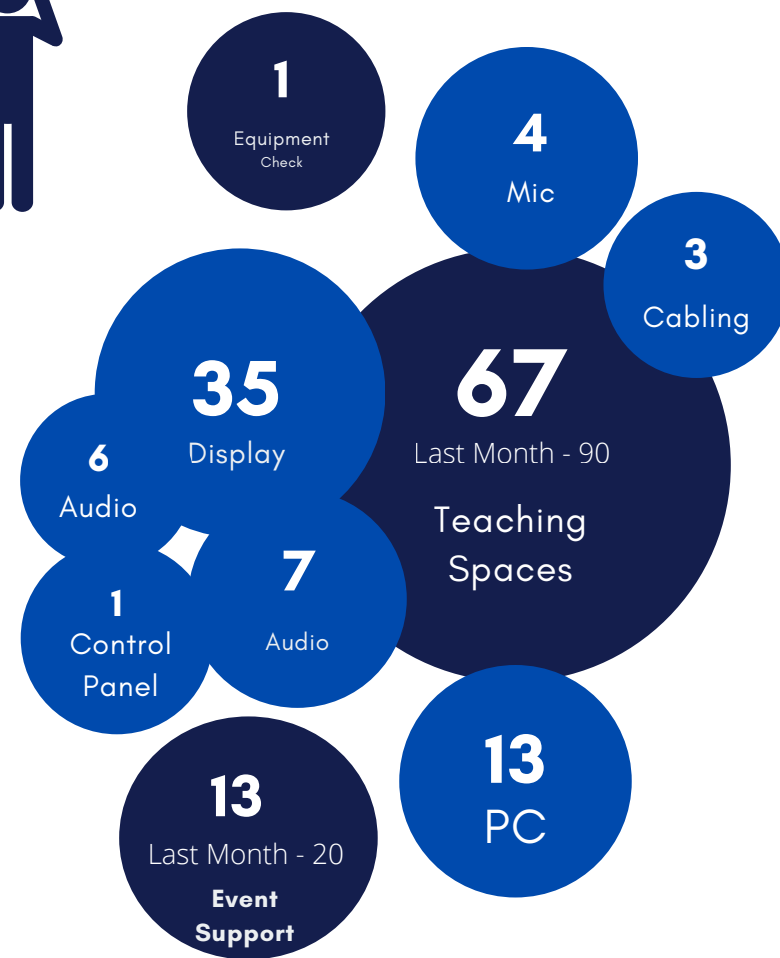 1
Equipment
Check
4
Mic
3
Cabling
35
Display
67
Last Month - 90
Teaching
Spaces
6
Audio
7
Audio
1
Control
Panel
13
PC
13
Last Month - 20
Event
Support